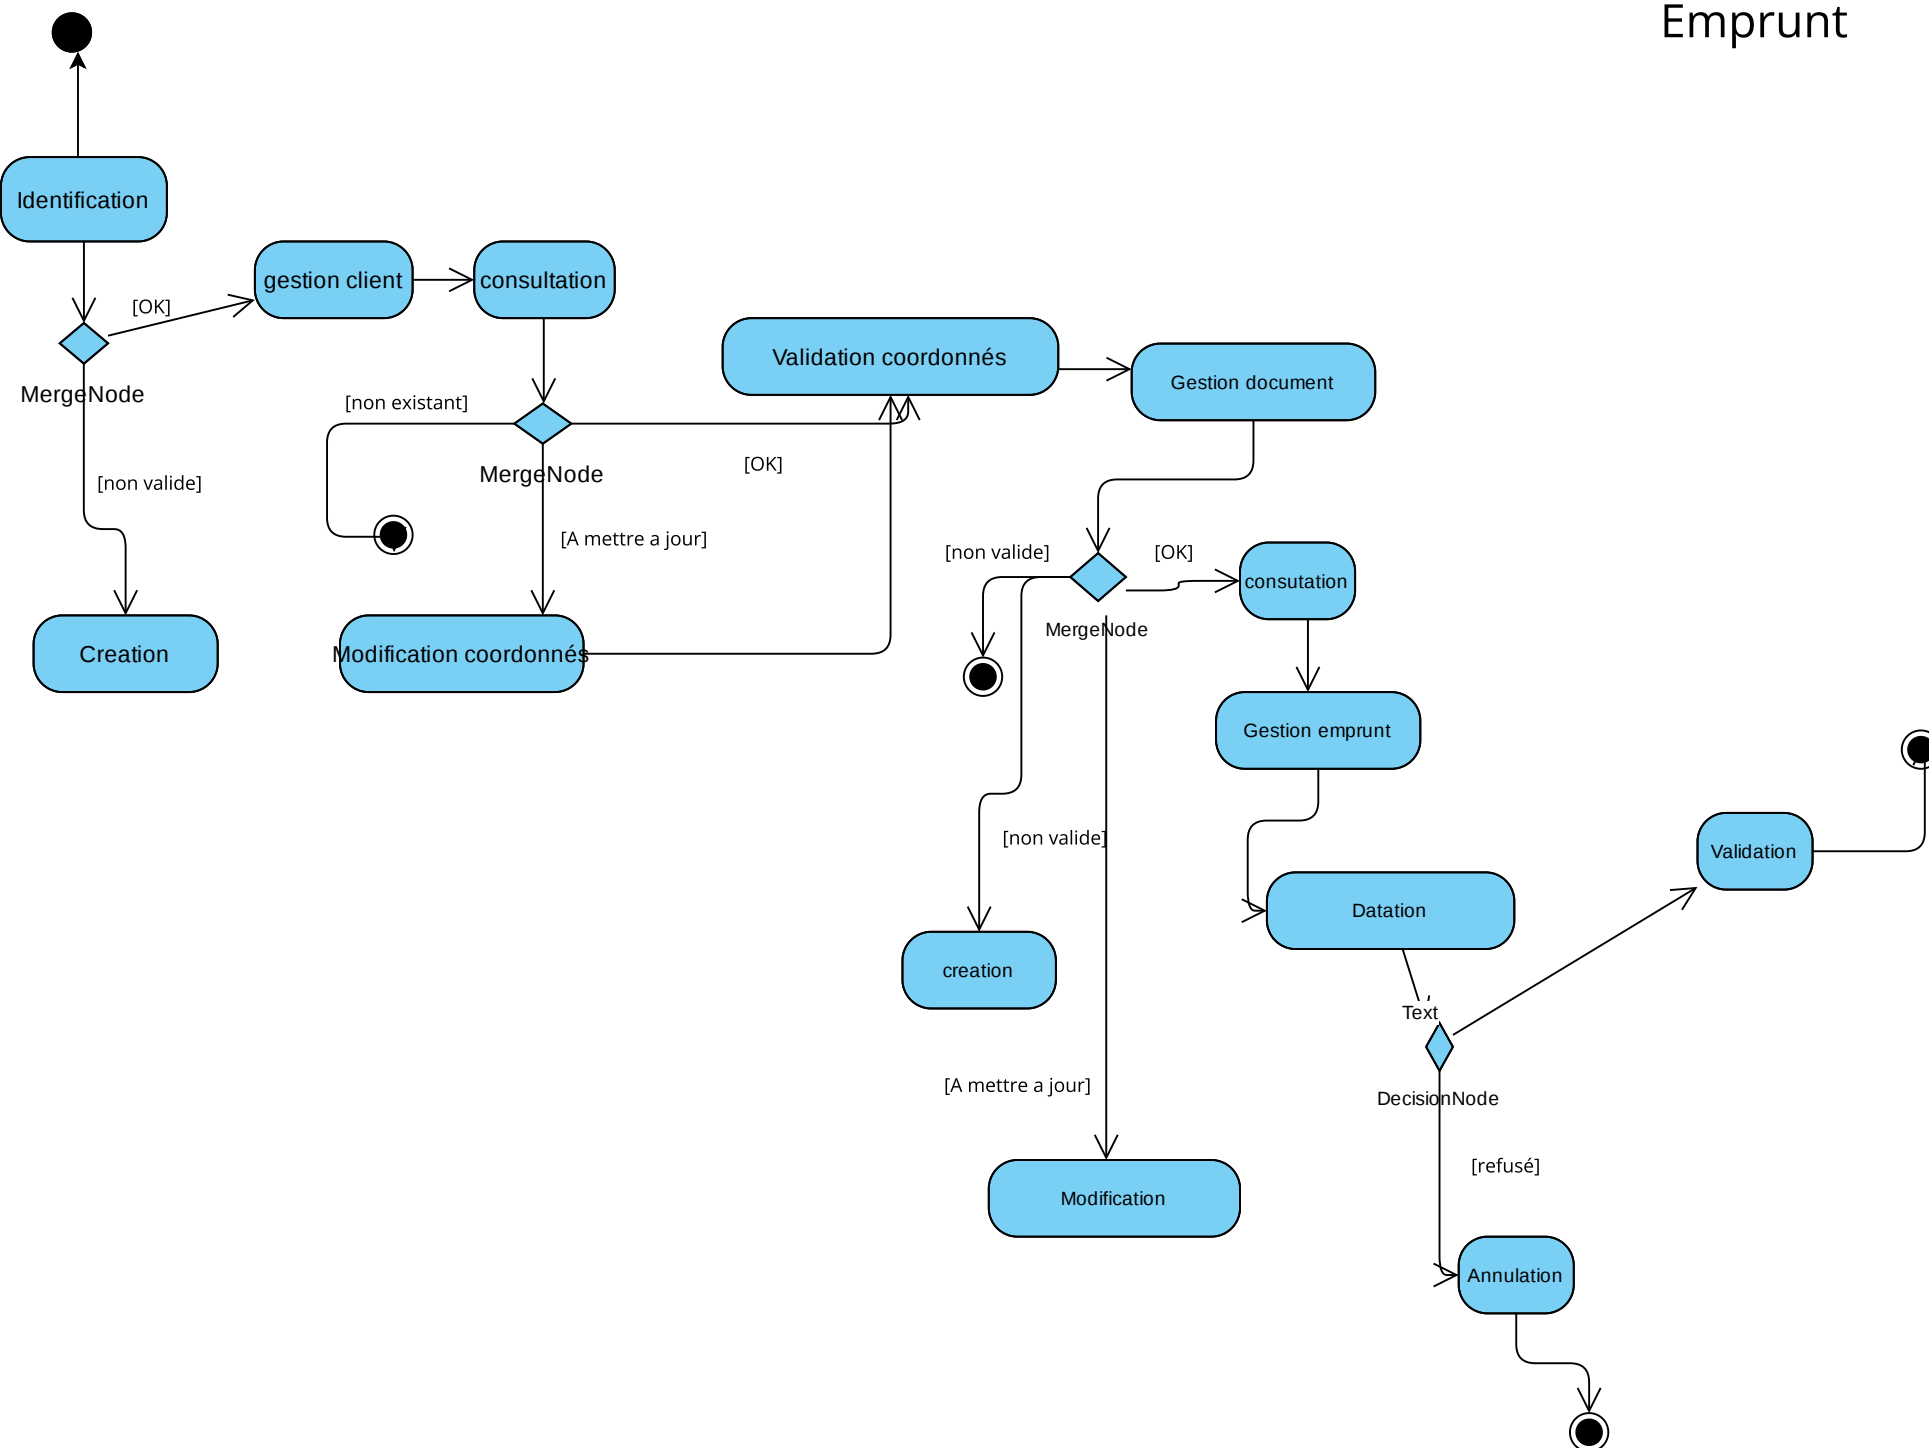 Emprunt
Identification
gestion client
consultation
[OK]
MergeNode
[non valide]
Creation
[non existant]
MergeNode
[OK]
[A mettre a jour]
Modification coordonnés
Validation coordonnés
Gestion document
[non valide]
[OK]
MergeNode
consutation
Gestion emprunt
[non valide]
creation
[A mettre a jour]
Modification
Datation
Text
DecisionNode
Validation
[refusé]
Annulation